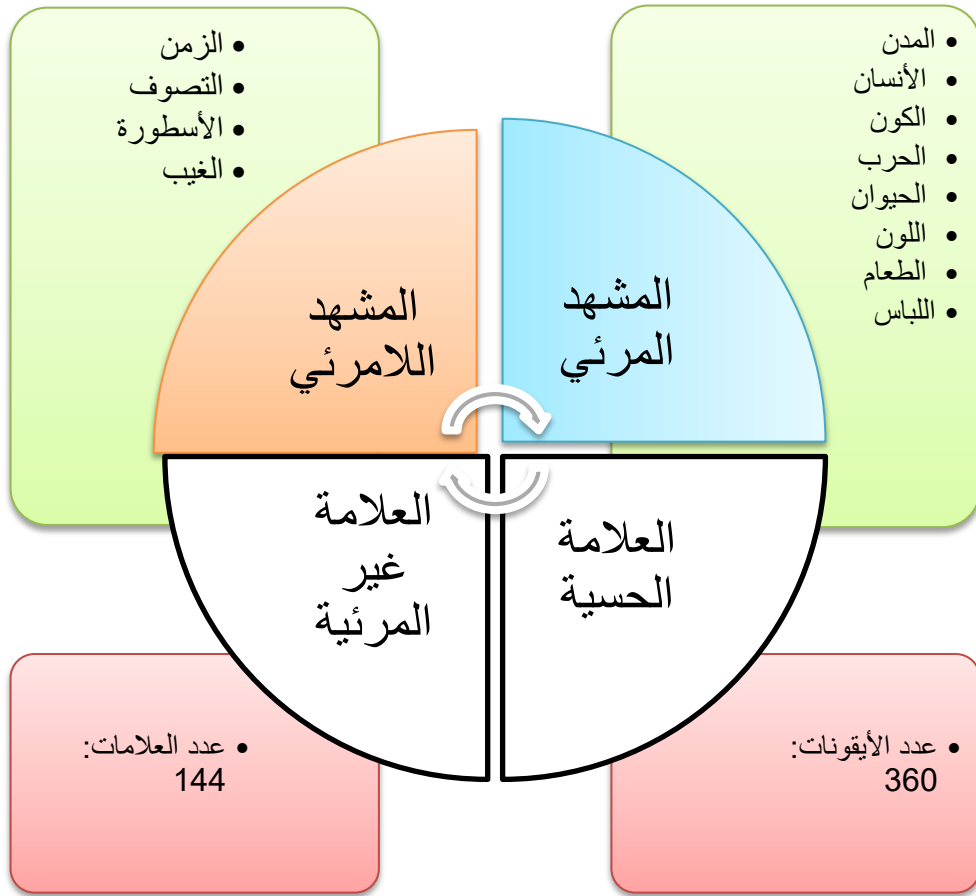 المدن
الأنسان
الكون
الحرب
الحيوان
اللون
الطعام
اللباس
الزمن
التصوف
الأسطورة
الغيب
المشهد
المرئي
المشهد
اللامرئي
العلامة
الحسية
العلامة
غير
المرئية
عدد الأيقونات:
360
عدد العلامات:
144